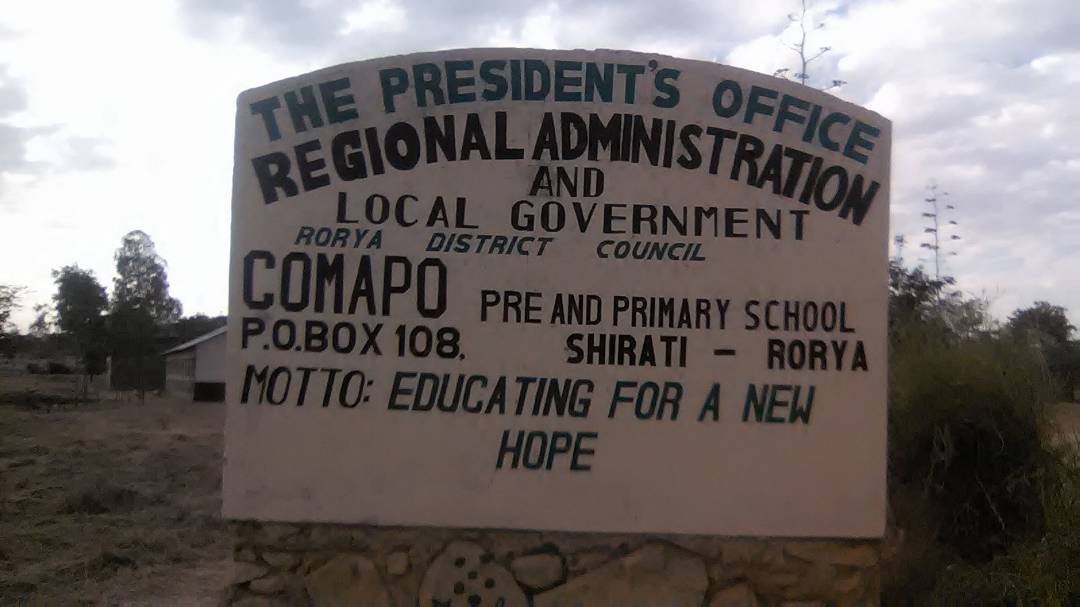 THE PRESIDENT'S OFFICE
REGIONAL ADMINISTRATION
AND
LOCAL GOVERNMENT
RORYA DISTRICT COUNCIL
COMAPO PRE AND PRIMARY SCHOOL
P.O.BOX 108, SHIRATI - RORYA
MOTTO: EDUCATING FOR A NEW
HOPE